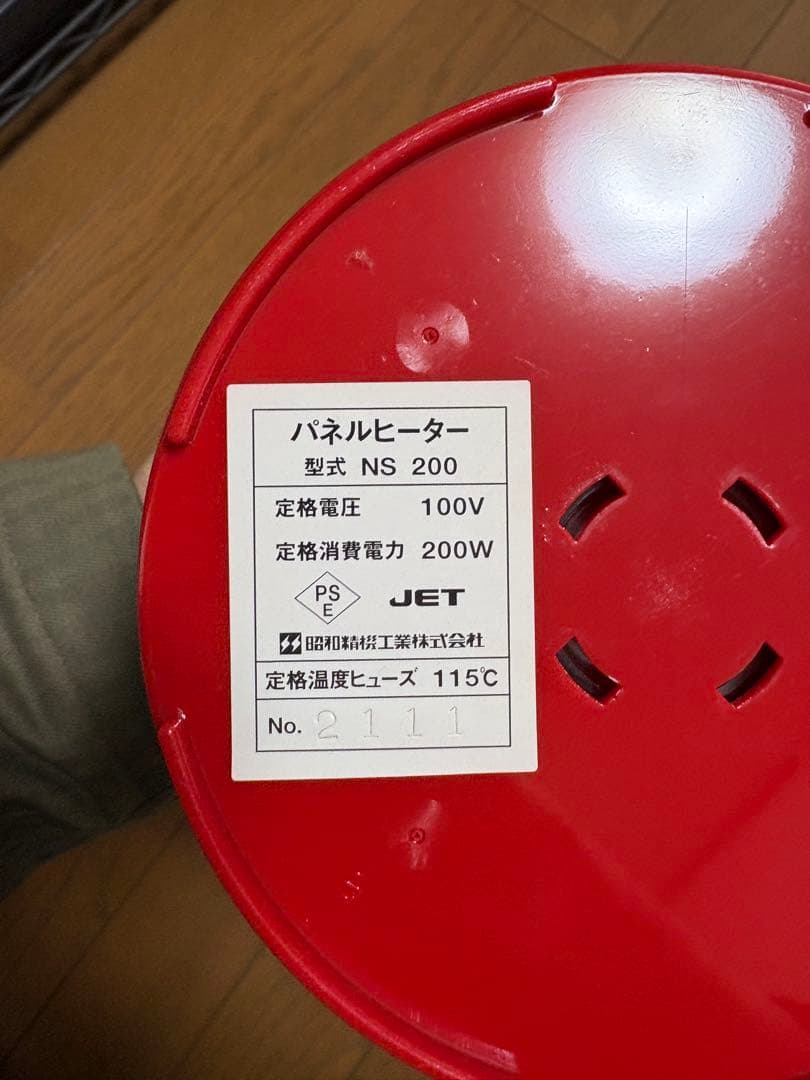 パネルヒーター
型式 NS 200
定格電圧 100V
定格消費電力 200W
PS
E
JET
昭和精機工業株式会社
定格温度ヒューズ 115℃
No. 2111